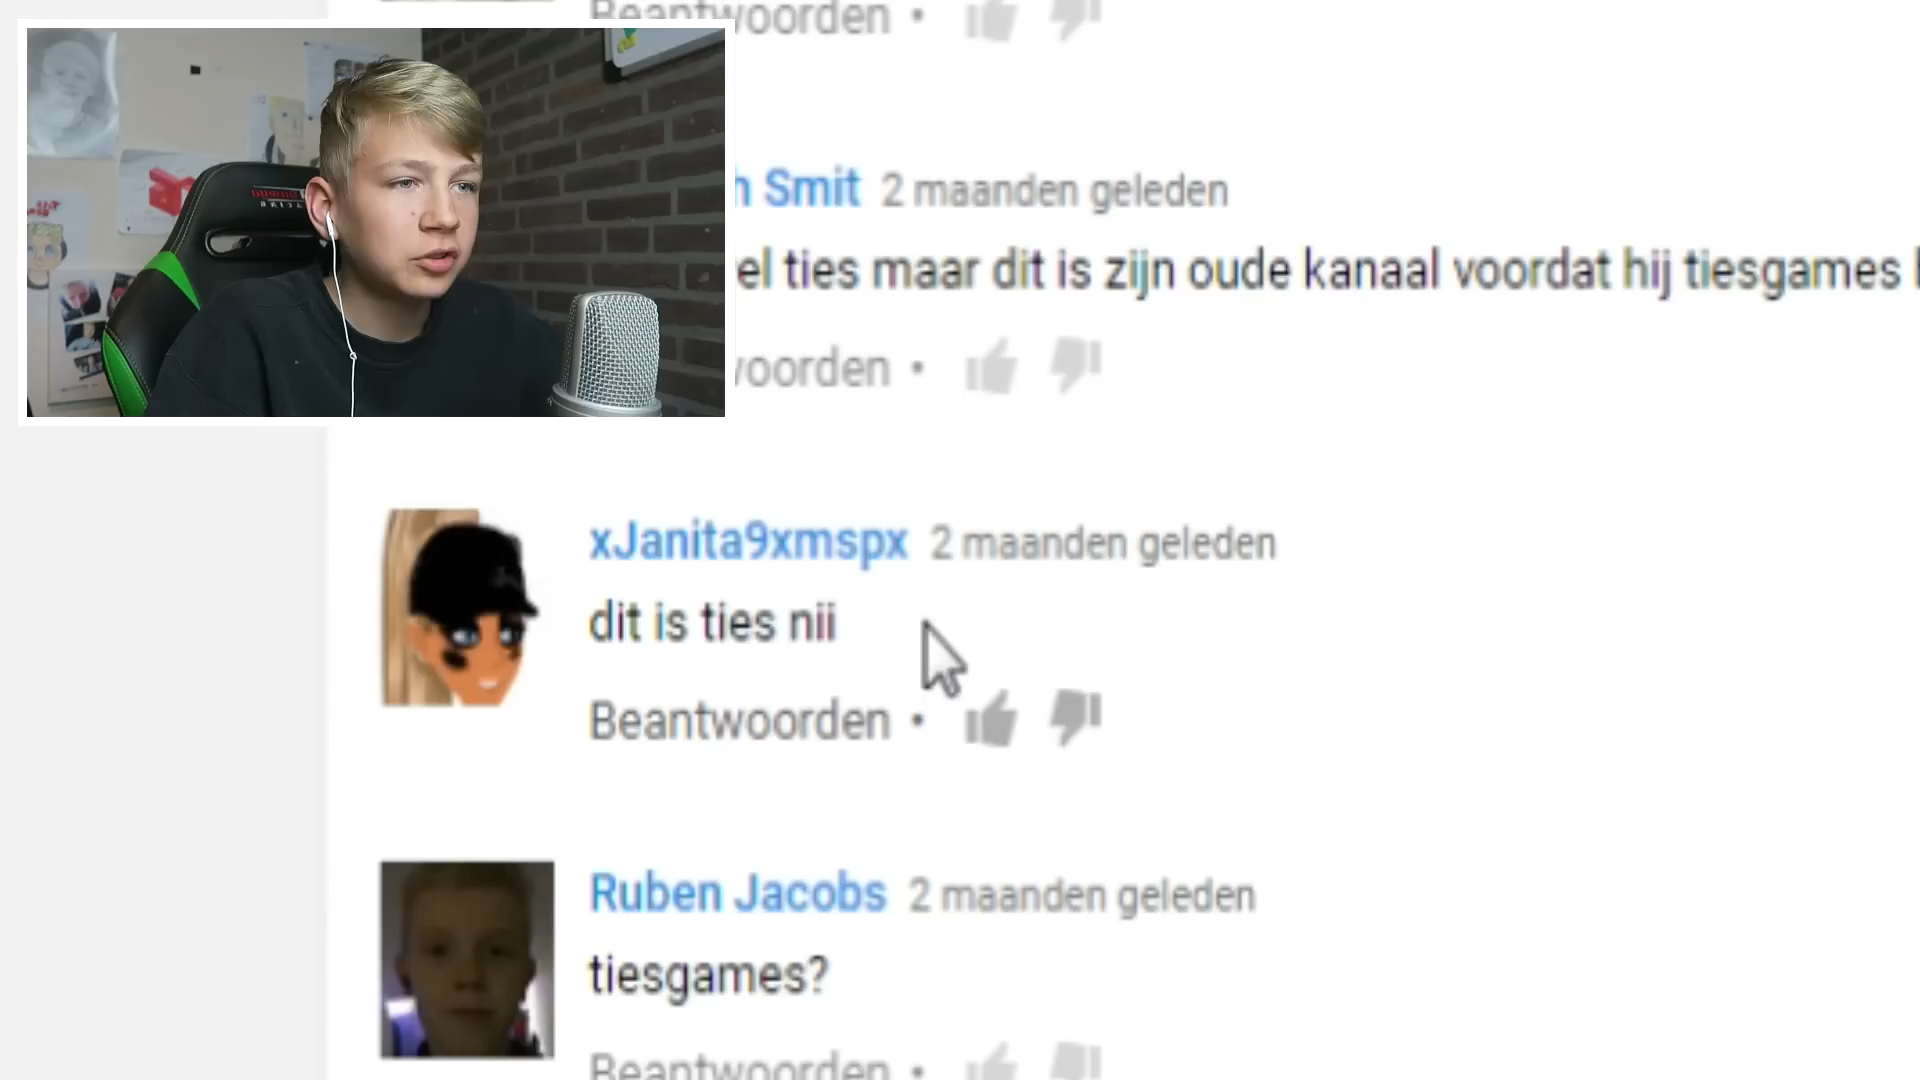 Beantwoorden •
Smit 2 maanden geleden
el ties maar dit is zijn oude kanaal voordat hij tiesgames
woorden •
xJanita9xmspx 2 maanden geleden
dit is ties nii
Beantwoorden •
Ruben Jacobs 2 maanden geleden
tiesgames?
Beantwoorden •